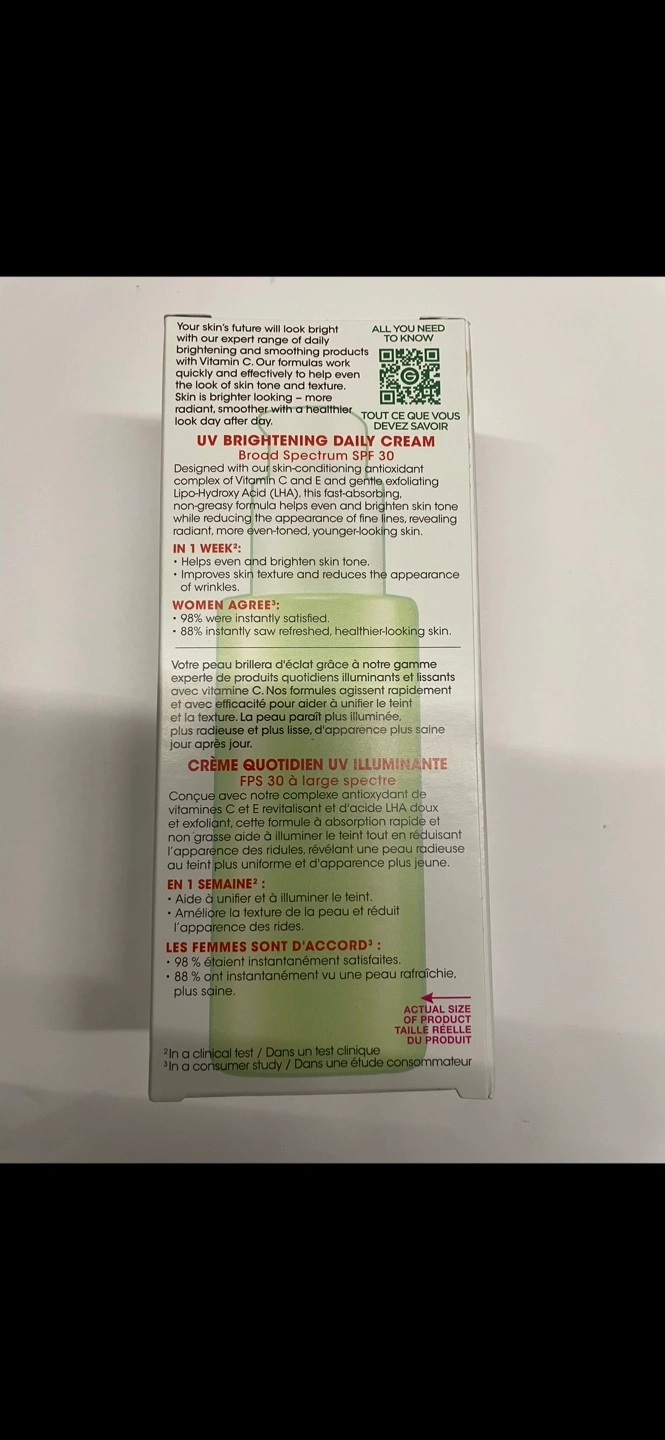 Your skin's future will look bright
with our expert range of daily
brightening and smoothing products
with Vitamin C. Our formulas work
quickly and effectively to help even
the look of skin tone and texture.
Skin is brighter looking – more
radiant, smoother with a healthier
look day after day.
ALL YOU NEED
TO KNOW
G
TOUT CE QUE VOUS
DEVEZ SAVOIR
UV BRIGHTENING DAILY CREAM
Broad Spectrum SPF 30
Designed with our skin-conditioning antioxidant
complex of Vitamin C and E and gentle exfoliating
Lipo-Hydroxy Acid (LHA), this fast-absorbing,
non-greasy formula helps even and brighten skin tone
while reducing the appearance of fine lines, revealing
radiant, more even-toned, younger-looking skin.
IN 1 WEEK²:
• Helps even and brighten skin tone.
• Improves skin texture and reduces the appearance
of wrinkles.
WOMEN AGREE³:
• 98% were instantly satisfied.
• 88% instantly saw refreshed, healthier-looking skin.
Votre peau brillera d'éclat grâce à notre gamme
experte de produits quotidiens illuminants et lissants
avec vitamine C. Nos formules agissent rapidement
et avec efficacité pour aider à unifier le teint
et la texture. La peau paraît plus illuminée,
plus radieuse et plus lisse, d'apparence plus saine
jour après jour.
CRÈME QUOTIDIEN UV ILLUMINANTE
FPS 30 à large spectre
Conçue avec notre complexe antioxydant de
vitamines C et E revitalisant et d'acide LHA doux
et exfoliant, cette formule à absorption rapide et
non grasse aide à illuminer le teint tout en réduisant
l'apparence des ridules, révélant une peau radieuse
au teint plus uniforme et d'apparence plus jeune.
EN 1 SEMAINE² :
• Aide à unifier et à illuminer le teint.
• Améliore la texture de la peau et réduit
l'apparence des rides.
LES FEMMES SONT D'ACCORD³ :
• 98 % étaient instantanément satisfaites.
• 88 % ont instantanément vu une peau rafraîchie,
plus saine.
ACTUAL SIZE
OF PRODUCT
TAILLE RÉELLE
DU PRODUIT
²In a clinical test / Dans un test clinique
³In a consumer study / Dans une étude consommateur